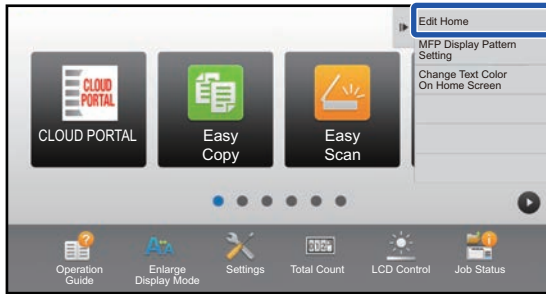 Edit Home
MFP Display Pattern
Setting
Change Text Color
On Home Screen
CLOUD
PORTAL
CLOUD PORTAL
Easy
Copy
Easy
Scan
Operation
Guide
Enlarge
Display Mode
Settings
Total Count
LCD Control
Job Status